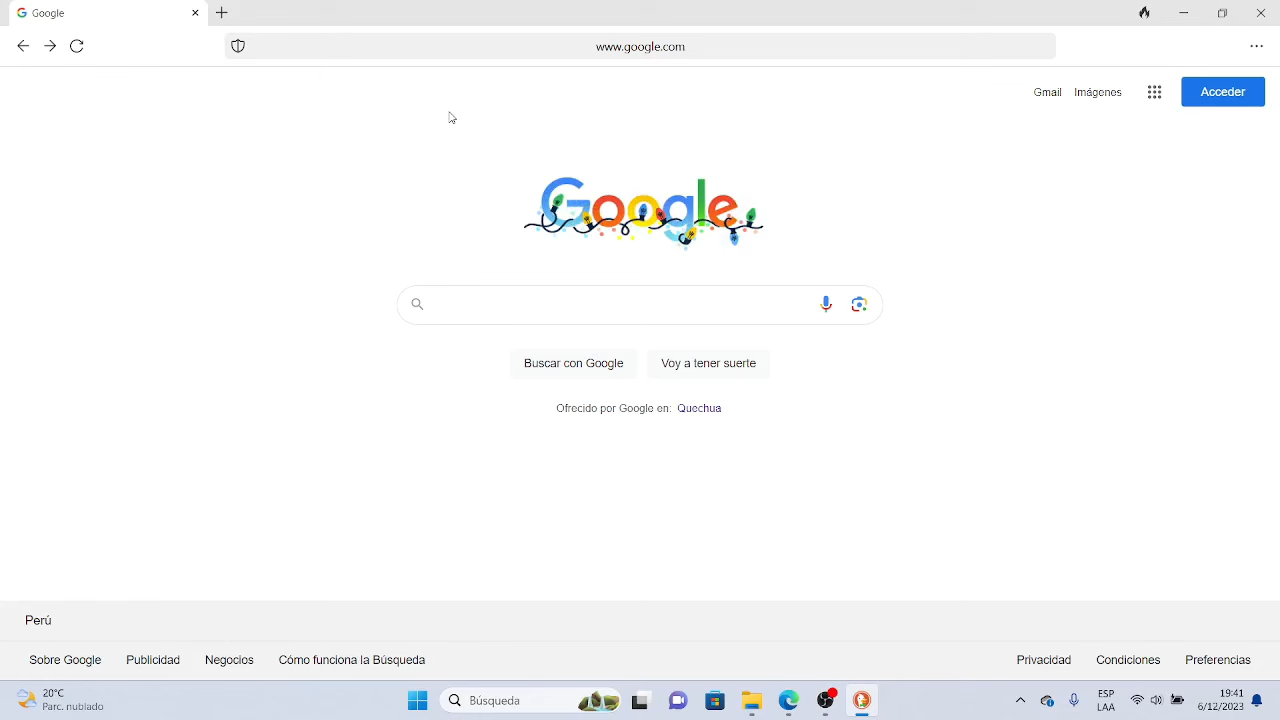 Google
www.google.com
Gmail Imágenes Acceder
Google
Buscar con Google Voy a tener suerte
Ofrecido por Google en: Quechua
Perú
Sobre Google Publicidad Negocios Cómo funciona la Búsqueda Privacidad Condiciones Preferencias
20°C
Parc. nublado
Búsqueda
ESP
LAA
19:41
6/12/2023